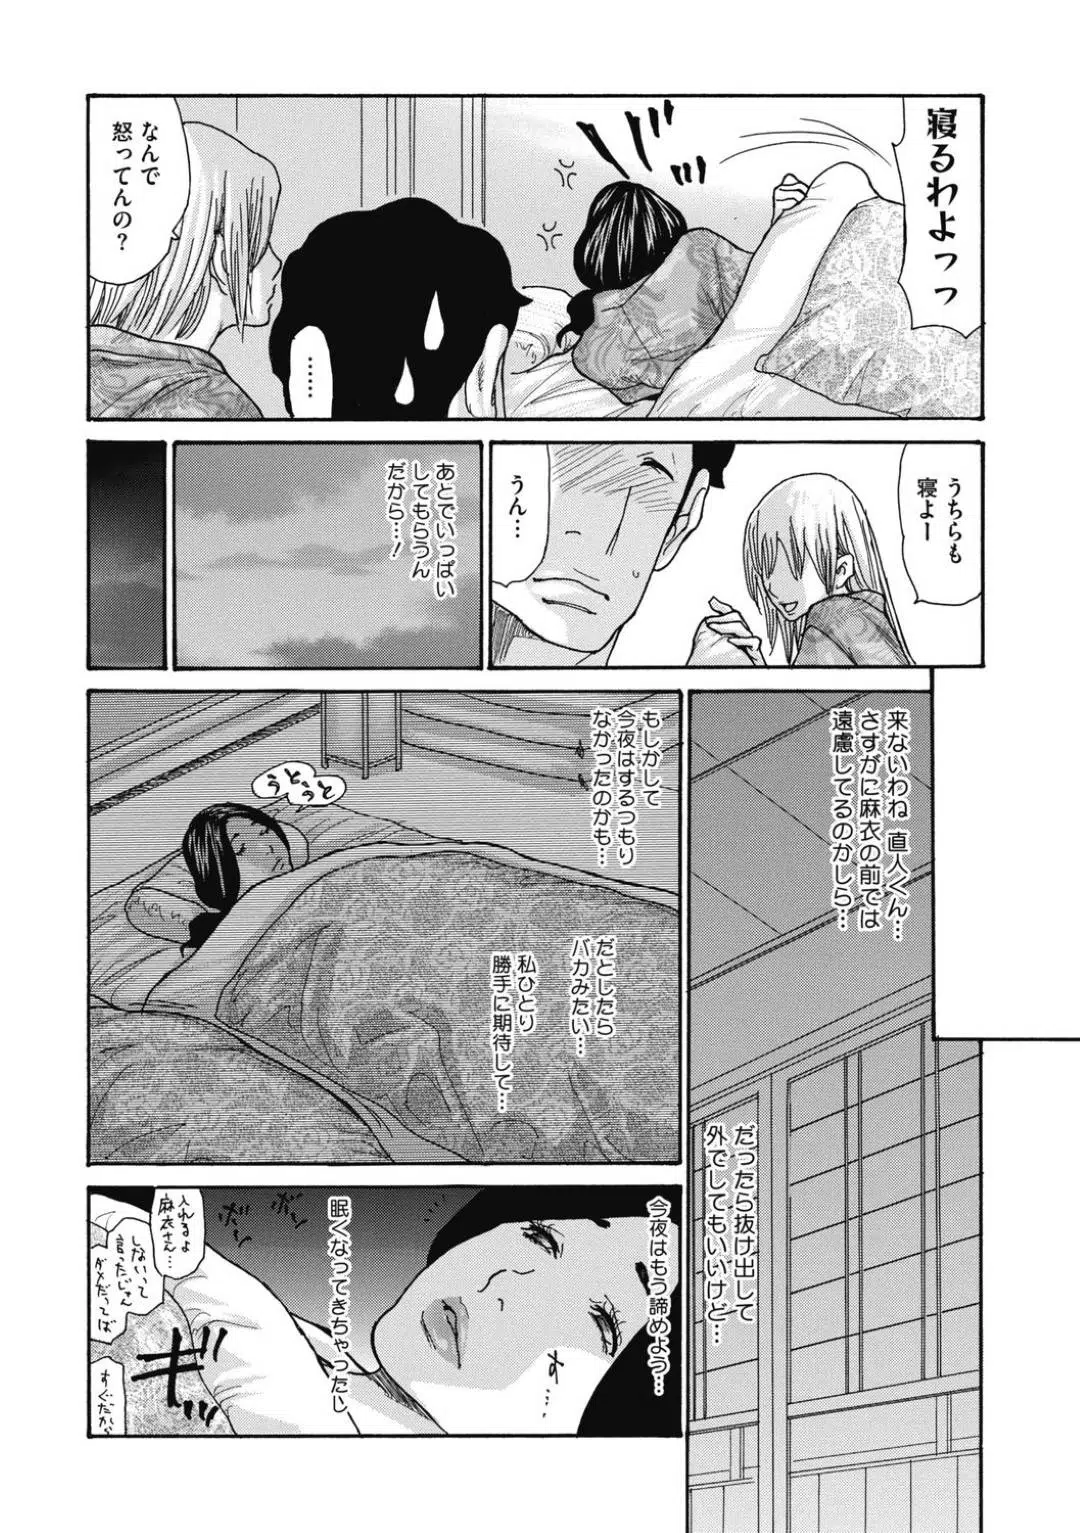 寝るわよっっ
なんで
怒ってんの？
……
うちらも
寝よー
うん…
あとでいっぱい
してもらうん
だから…！
来ないわね 直人くん…
さすがに麻衣の前では
遠慮してるのかしら…
だったら抜け出して
外でしてもいいけど…
もしかして
今夜はするつもり
なかったのかも…
うと、うと
だとしたら
バカみたい…
私ひとり
勝手に期待して…
今夜はもう諦めよう…
眠くなってきちゃったし
す…
ギッ
入れるよ
麻衣さん…
しないって
言ったじゃん
ダメだってば
すぐだから